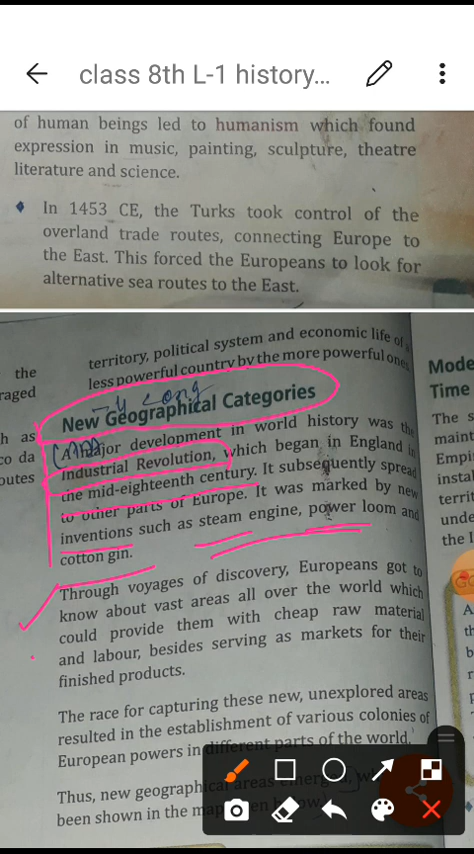 class 8th L-1 history...
of human beings led to humanism which found
expression in music, painting, sculpture, theatre
literature and science.
In 1453 CE, the Turks took control of the
overland trade routes, connecting Europe to
the East. This forced the Europeans to look for
alternative sea routes to the East.
territory, political system and economic life of
less powerful country by the more powerful ones
the
raged
h as
co da
outes
New Geographical Categories
major development in world history was the
Industrial Revolution, which began in England in
the mid-eighteenth century. It subsequently spread
to other parts of Europe. It was marked by new
inventions such as steam engine, power loom and
cotton gin.
Through voyages of discovery, Europeans got to
know about vast areas all over the world which
could provide them with cheap raw material
and labour, besides serving as markets for their
finished products.
The race for capturing these new, unexplored areas
resulted in the establishment of various colonies of
European powers in different parts of the world.
Thus, new geographical areas emerged,
been shown in the map
Mode
Time
The s
maint
Empi
instal
terri
unde
the l